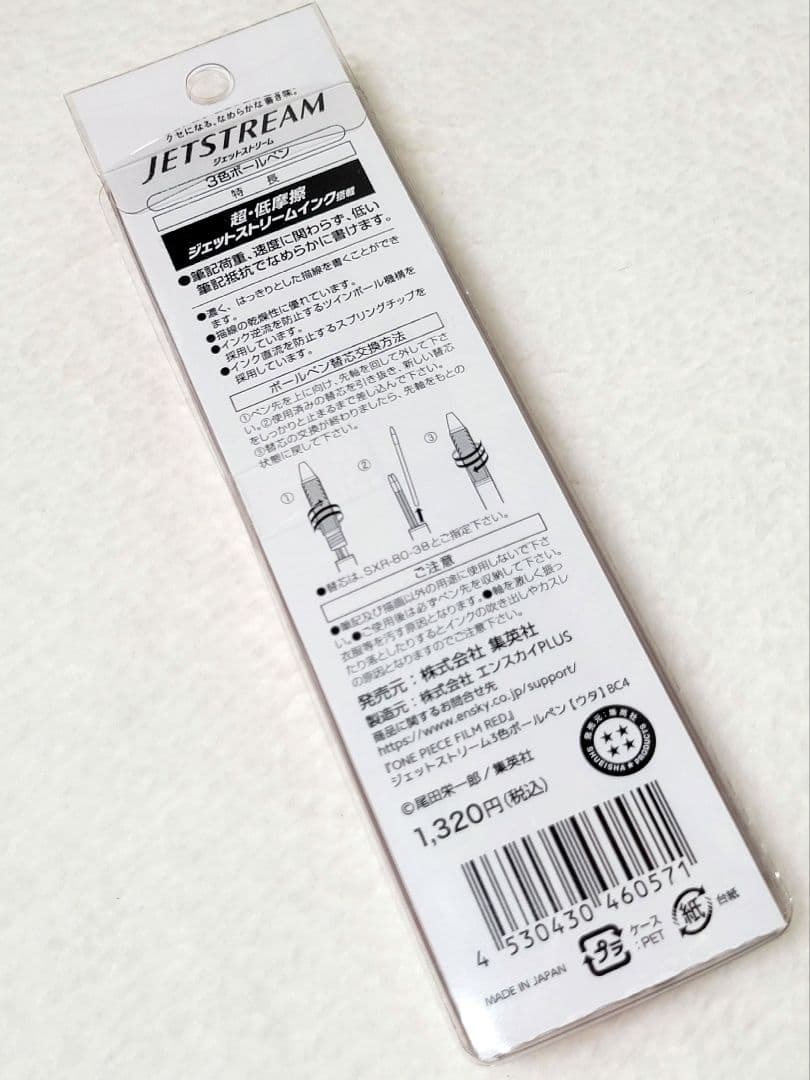 クセになる、なめらかな書き味。
JETSTREAM
ジェットストリーム
3色ボールペン
特長
超・低摩擦
ジェットストリームインク搭載
●筆記荷重、速度に関わらず、低い
筆記抵抗でなめらかに書けます。
●濃く、はっきりとした描線を書くことができ
ます。
●描線の乾燥性に優れています。
●インク逆流を防止するツインボール機構を
採用しています。
●インク直流を防止するスプリングチップを
採用しています。
ボールペン替芯交換方法
①ペン先を上に向け、先軸を回して外して下さ
い。②使用済みの替芯を引き抜き、新しい替芯
をしっかりと止まるまで差し込んで下さい。
③替芯の交換が終わりましたら、先軸をもとの
状態に戻して下さい。
① ② ③
●替芯は、SXR-80-38とご指定下さい。
ご注意
●筆記及び描画以外の用途に使用しないで下さ
い。●ご使用後は必ずペン先を収納して下さい。
衣服等を汚す原因となります。●軸を激しく振っ
たり落としたりするとインクの吹き出しやカスレ
の原因となりますのでご注意下さい。
発売元：株式会社 集英社
製造元：株式会社 エンスカイPLUS
商品に関するお問合せ先
https://www.ensky.co.jp/support/
『ONE PIECE FILM RED』
ジェットストリーム3色ボールペン【ウタ】BC4
発売元：集英社
SHUEISHA★PRODUCTS
©尾田栄一郎/集英社
1,320円(税込)
4 530430 460571
プラ ケース
:PET
紙 台紙
MADE IN JAPAN